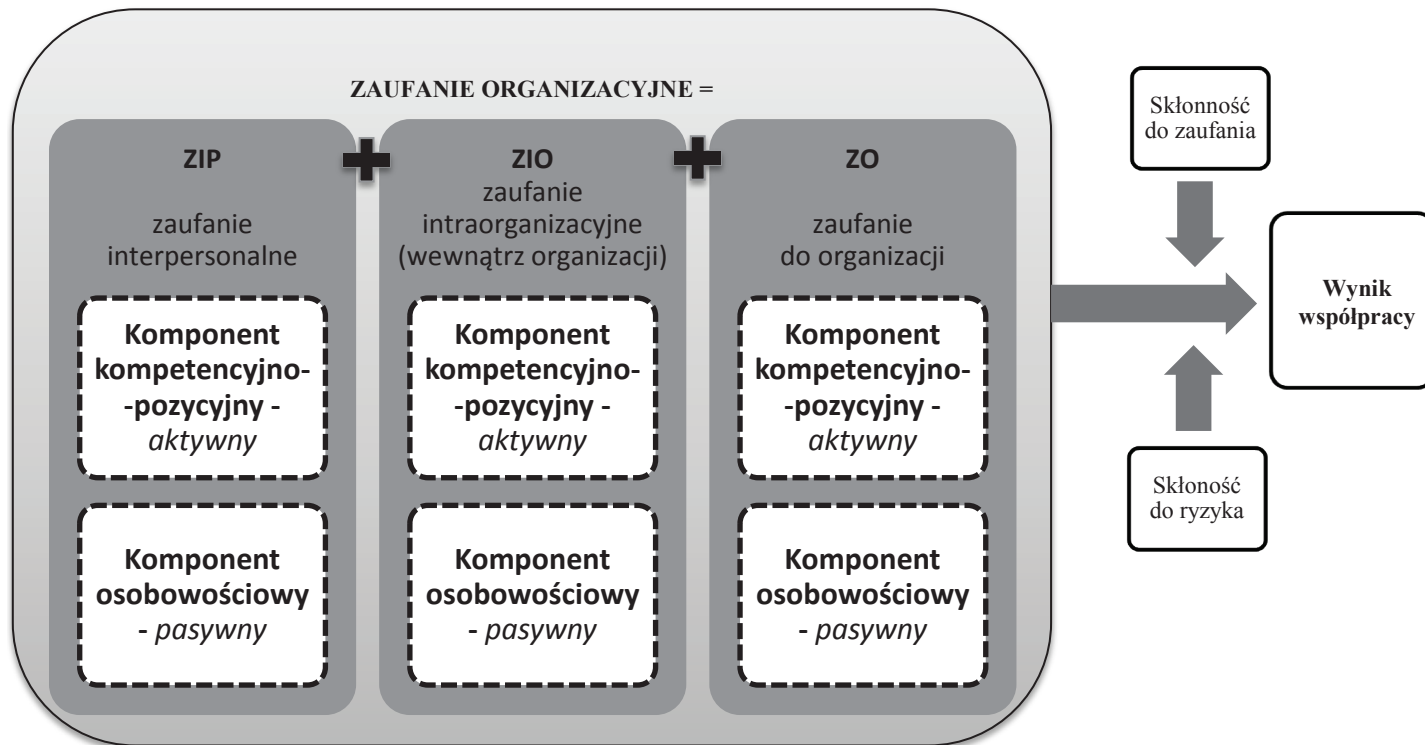 ZAUFANIE ORGANIZACYJNE =
ZIP
zaufanie
interpersonalne
Komponent
kompetencyjno-
-pozycyjny -
aktywny
Komponent
osobowościowy
- pasywny
ZIO
zaufanie
intraorganizacyjne
(wewnątrz organizacji)
Komponent
kompetencyjno-
-pozycyjny -
aktywny
Komponent
osobowościowy
- pasywny
ZO
zaufanie
do organizacji
Komponent
kompetencyjno-
-pozycyjny -
aktywny
Komponent
osobowościowy
- pasywny
Skłonność
do zaufania
Wynik
współpracy
Skłoność
do ryzyka